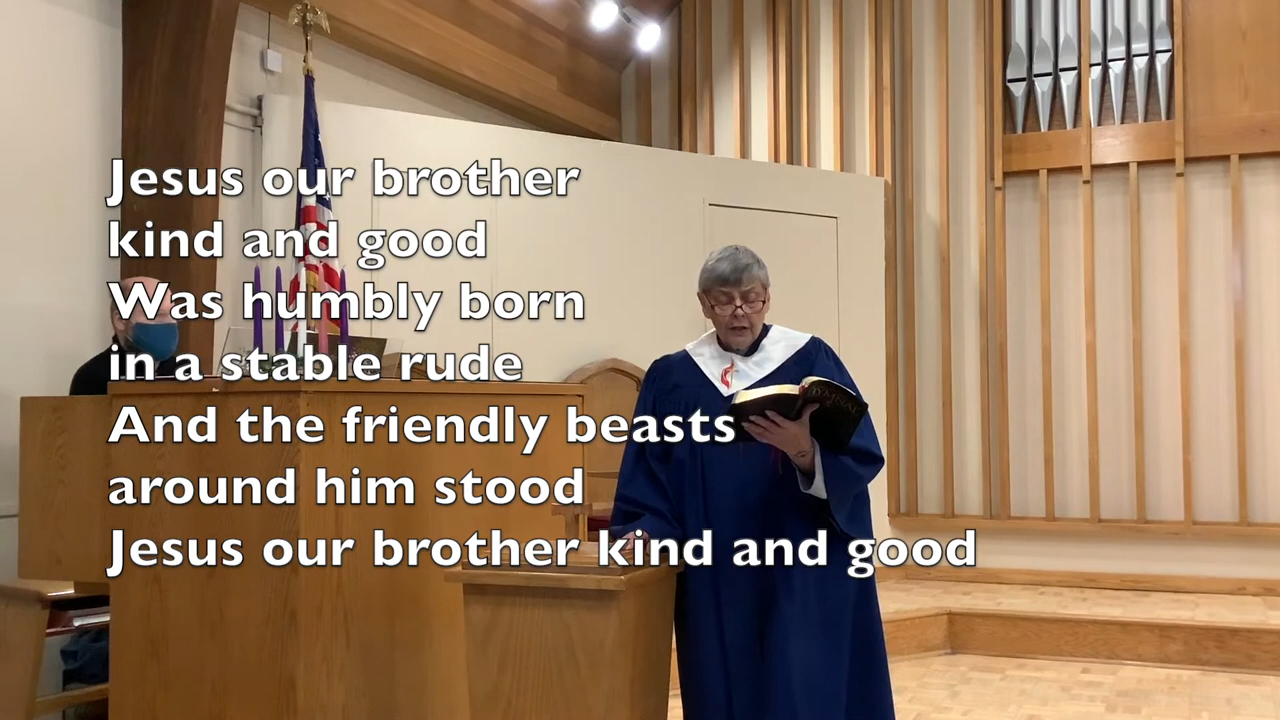 Jesus our brother
kind and good
Was humbly born
in a stable rude
And the friendly beasts
around him stood
Jesus our brother kind and good
HYMNAL